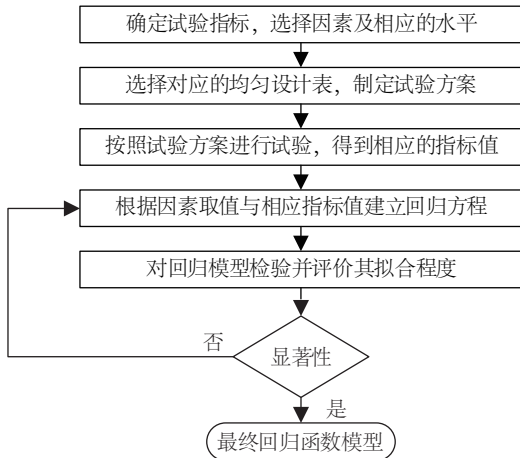 确定试验指标，选择因素及相应的水平
选择对应的均匀设计表，制定试验方案
按照试验方案进行试验，得到相应的指标值
根据因素取值与相应指标值建立回归方程
对回归模型检验并评价其拟合程度
否
显著性
是
最终回归函数模型